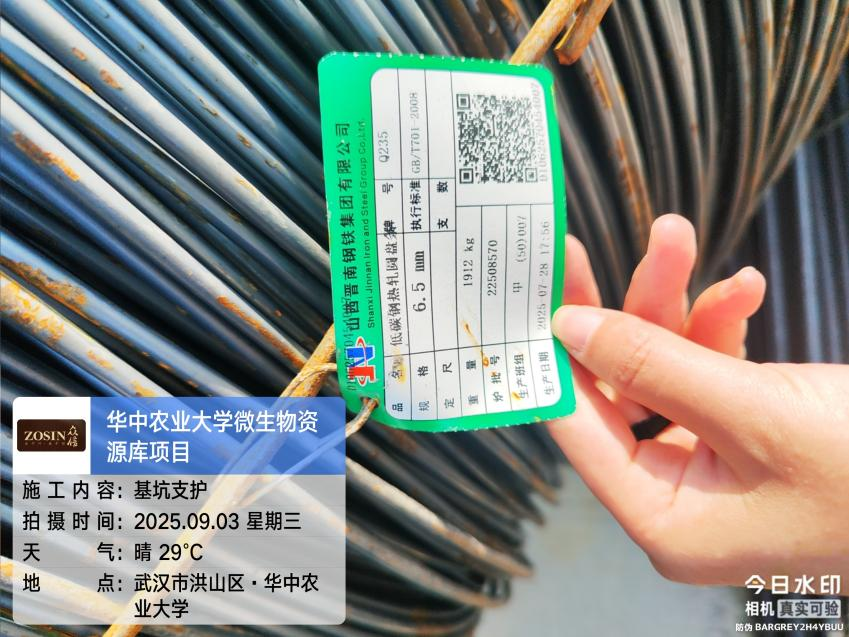 山西晋南钢铁集团有限公司
Shanxi Jinnan Iron and Steel Group Co.,Ltd.
品 名 低碳钢热轧圆盘条 牌 号 Q235
规 格 6.5 mm 执行标准 GB/T701-2008
定 尺 支 数
重 量 1912 kg
炉批号 22508570
生产班组 甲 (50)007
生产日期 2025-07-28 17:56
ZOSIN 众信
华中农业大学微生物资
源库项目
施工内容: 基坑支护
拍摄时间: 2025.09.03 星期三
天 气: 晴 29℃
地 点: 武汉市洪山区·华中农
业大学
今日水印
相机 真实可验
防伪 BARGREY2H4YBUU